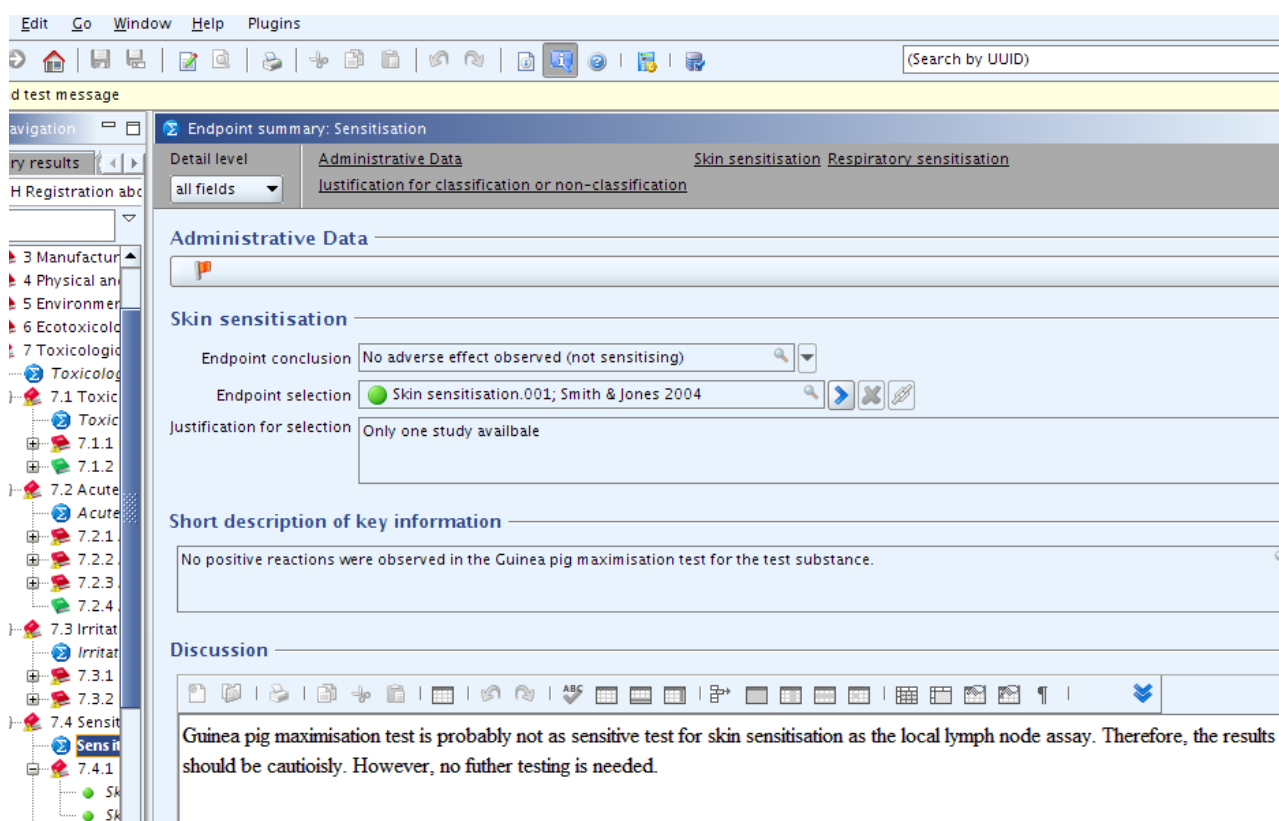 Edit Go Window Help Plugins
(Search by UUID)
d test message
avigation
Endpoint summary: Sensitisation
ry results
Detail level
Administrative Data
Skin sensitisation
Respiratory sensitisation
H Registration abc
all fields
Justification for classification or non-classification
Administrative Data
3 Manufactur
4 Physical an
5 Environmer
6 Ecotoxicolo
7 Toxicologic
Toxicolog
7.1 Toxic
Toxic
7.1.1
7.1.2
7.2 Acute
Acute
7.2.1
7.2.2
7.2.3
7.2.4
7.3 Irritat
Irritat
7.3.1
7.3.2
7.4 Sensit
Sensit
7.4.1
Sk
Sk
Skin sensitisation
Endpoint conclusion No adverse effect observed (not sensitising)
Endpoint selection Skin sensitisation.001; Smith & Jones 2004
Justification for selection Only one study availbale
Short description of key information
No positive reactions were observed in the Guinea pig maximisation test for the test substance.
Discussion
ABC
Guinea pig maximisation test is probably not as sensitive test for skin sensitisation as the local lymph node assay. Therefore, the results
should be cautioisly. However, no futher testing is needed.